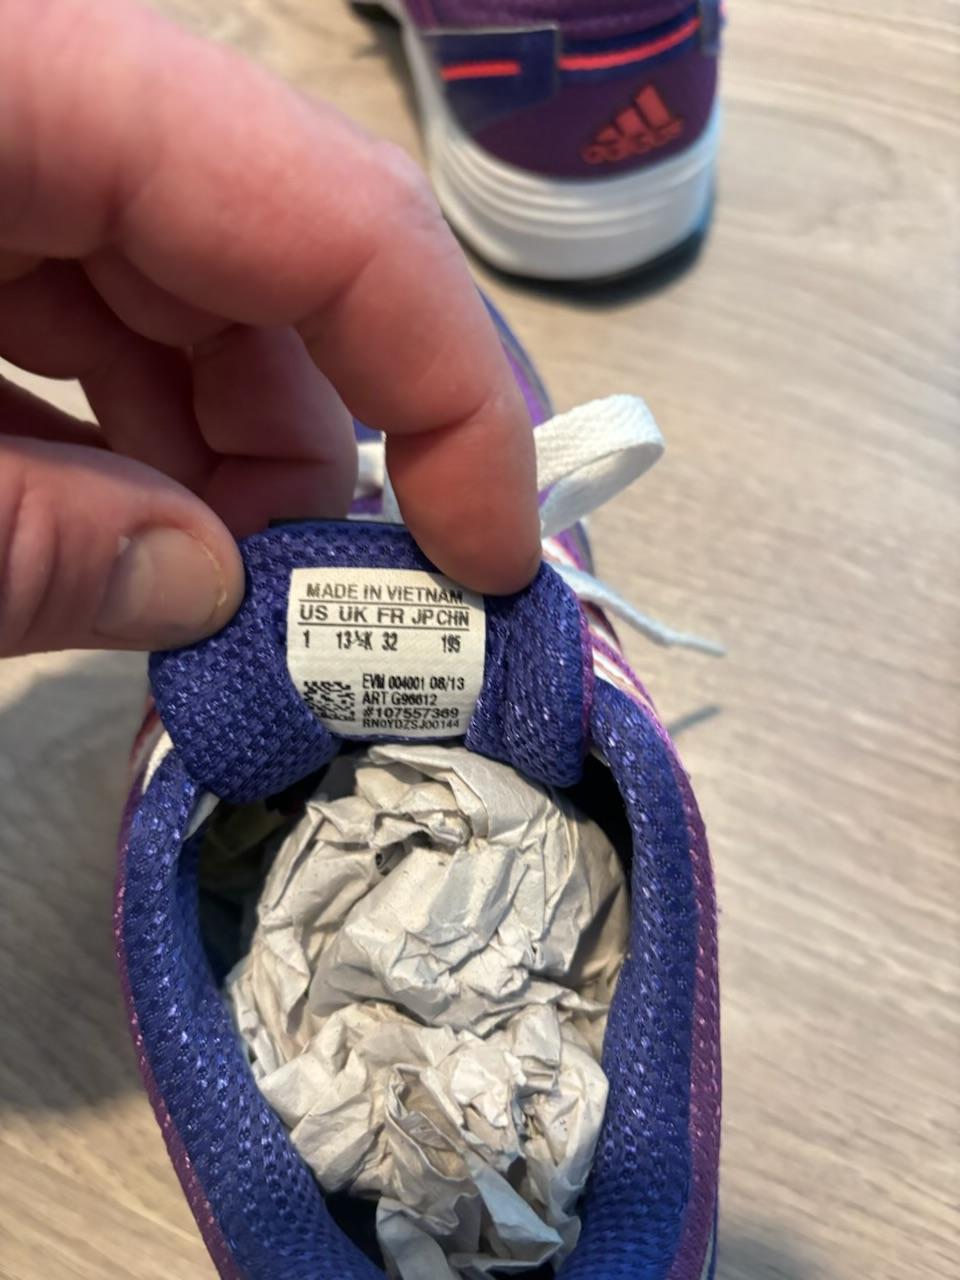 adidas
MADE IN VIETNAM
US UK FR JP CHN
1 13½K 32 195
EVM 004001 08/13
ART G96612
#107557369
RN0YDZSJ00144